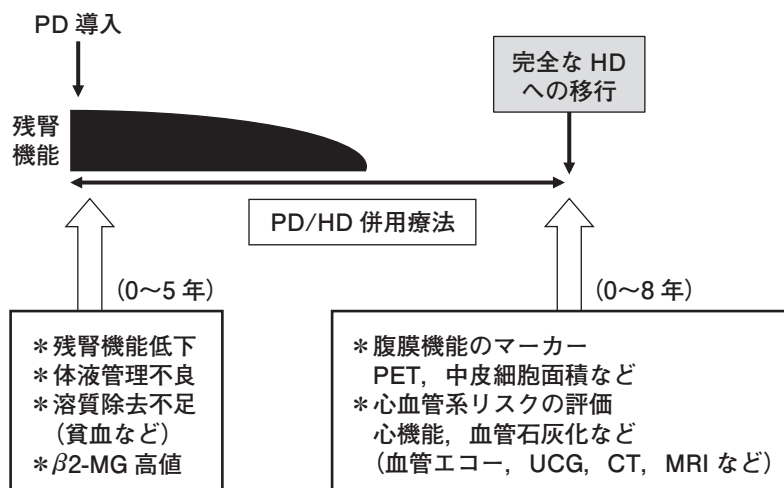 PD 導入
完全な HD
への移行
残腎
機能
PD/HD 併用療法
(0〜5 年)
(0〜8 年)
＊残腎機能低下
＊体液管理不良
＊溶質除去不足
(貧血など)
＊β2-MG 高値
＊腹膜機能のマーカー
PET，中皮細胞面積など
＊心血管系リスクの評価
心機能，血管石灰化など
(血管エコー，UCG，CT，MRI など)